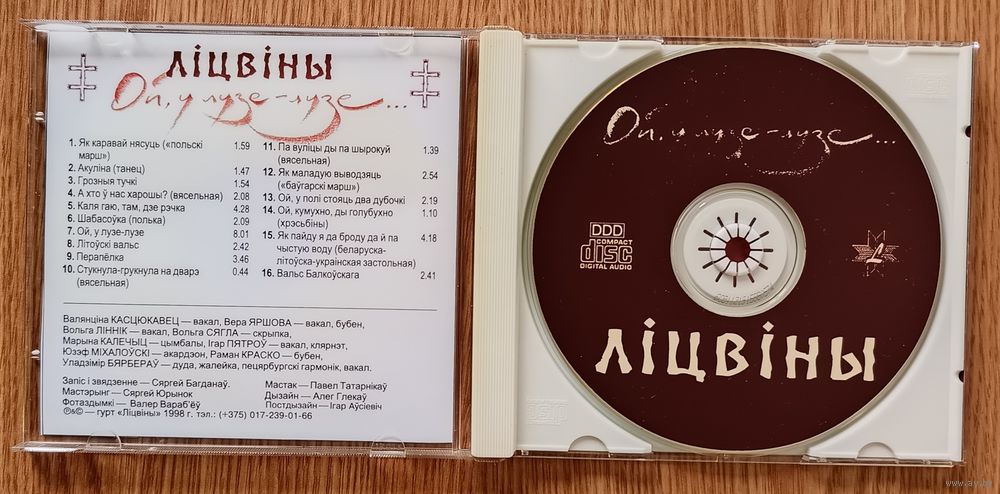 ЛІЦВІНЫ
Ой, у лузе-лузе...
1. Як каравай нясуць («польскі 1.59
марш»)
2. Акуліна (танец) 1.47
3. Грозныя тучкі 1.54
4. А хто ў нас харошы? (вясельная) 2.08
5. Каля гаю, там, дзе рэчка 4.28
6. Шабасоўка (полька) 2.09
7. Ой, у лузе-лузе 8.01
8. Літоўскі вальс 2.42
9. Перапёлка 3.46
10. Стукнула-грукнула на дварэ 0.44
(вясельная)
11. Па вуліцы ды па шырокуй 1.39
(вясельная)
12. Як маладую выводзяць 2.54
(«баўгарскі марш»)
13. Ой, у полі стояць два дубочкі 2.19
14. Ой, кумухно, ды голубухно 1.10
(хрэсьбіны)
15. Як пайду я да броду да й па 4.18
чыстую воду (беларуска-
літоўска-украінская застольная)
16. Вальс Балкоўскага 2.41
Валянціна КАСЦЮКАВЕЦ — вакал, Вера ЯРШОВА — вакал, бубен,
Вольга ЛІННІК — вакал, Вольга СЯГЛА — скрыпка,
Марына КАЛЕЧЫЦ — цымбалы, Ігар ПЯТРОЎ — вакал, клярнэт,
Юзэф МІХАЛОЎСКІ — акардэон, Раман КРАСКО — бубен,
Уладзімір БЯРБЕРАЎ — дуда, жалейка, пецярбургскі гармонік, вакал.
Запіс і звядзенне — Сяргей Багданаў.
Мастэрынг — Сяргей Юрынок
Фотаздымкі — Валер Вараб'ёў
℗&© — гурт «Ліцвіны» 1998 г. тэл.: (+375) 017-239-01-66
Мастак — Павел Татарнікаў
Дызайн — Алег Глекаў
Постдызайн — Ігар Аўсіевіч
Ой, у лузе-лузе...
DDD
COMPACT
disc
DIGITAL AUDIO
L
ЛІЦВІНЫ
www.ay.by